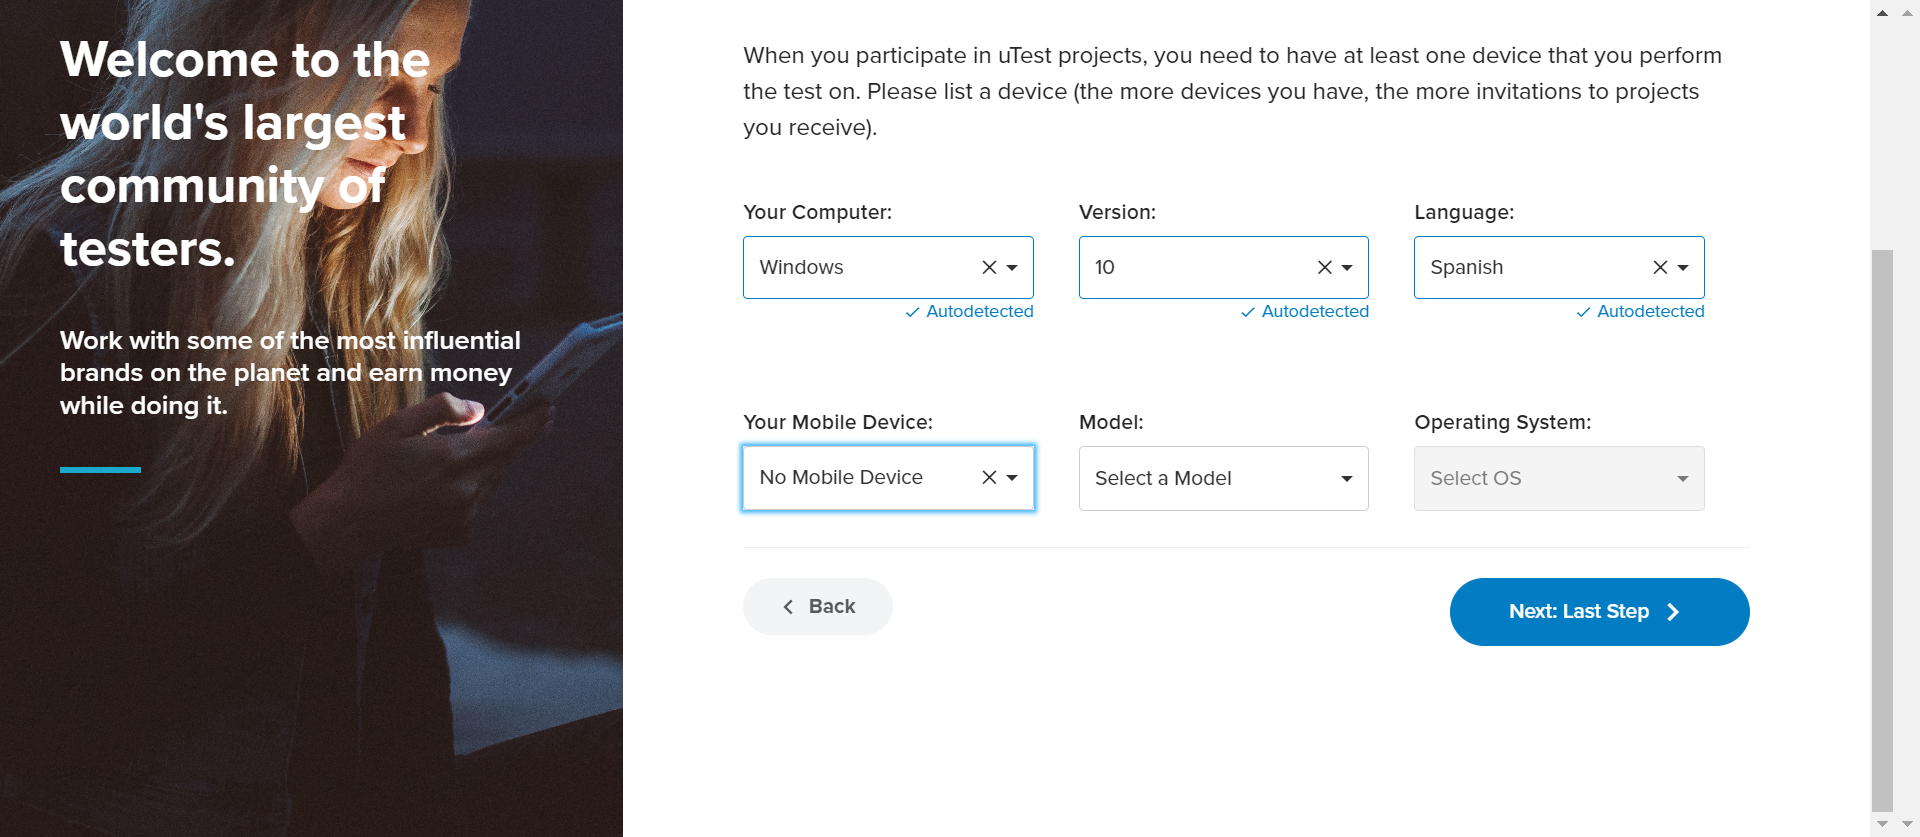 Welcome to the
world's largest
community of
testers.
Work with some of the most influential
brands on the planet and earn money
while doing it.
When you participate in uTest projects, you need to have at least one device that you perform
the test on. Please list a device (the more devices you have, the more invitations to projects
you receive).
Your Computer: Version: Language:
Windows 10 Spanish
Autodetected Autodetected Autodetected
Your Mobile Device: Model: Operating System:
No Mobile Device Select a Model Select OS
Back Next: Last Step